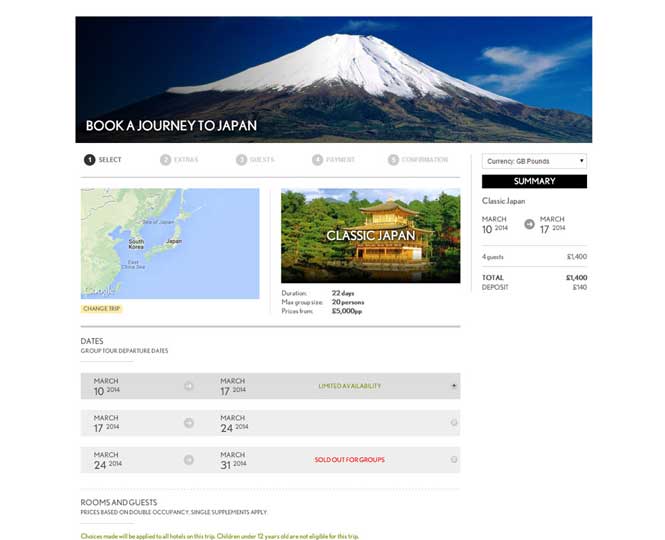 BOOK A JOURNEY TO JAPAN
1 SELECT
2 EXTRAS
3 GUESTS
4 PAYMENT
5 CONFIRMATION
Sea of Japan
South Korea
Japan
East China Sea
Google
CHANGE TRIP
CLASSIC JAPAN
Duration: 22 days
Max group size: 20 persons
Prices from: £5,000pp
Currency: GB Pounds
SUMMARY
Classic Japan
MARCH 10 2014
MARCH 17 2014
4 guests £1,400
TOTAL £1,400
DEPOSIT £140
DATES
GROUP TOUR DEPARTURE DATES
MARCH 10 2014 MARCH 17 2014 LIMITED AVAILABILITY
MARCH 17 2014 MARCH 24 2014
MARCH 24 2014 MARCH 31 2014 SOLD OUT FOR GROUPS
ROOMS AND GUESTS
PRICES BASED ON DOUBLE OCCUPANCY. SINGLE SUPPLEMENTS APPLY.
Choices made will be applied to all hotels on this trip. Children under 12 years old are not eligible for this trip.